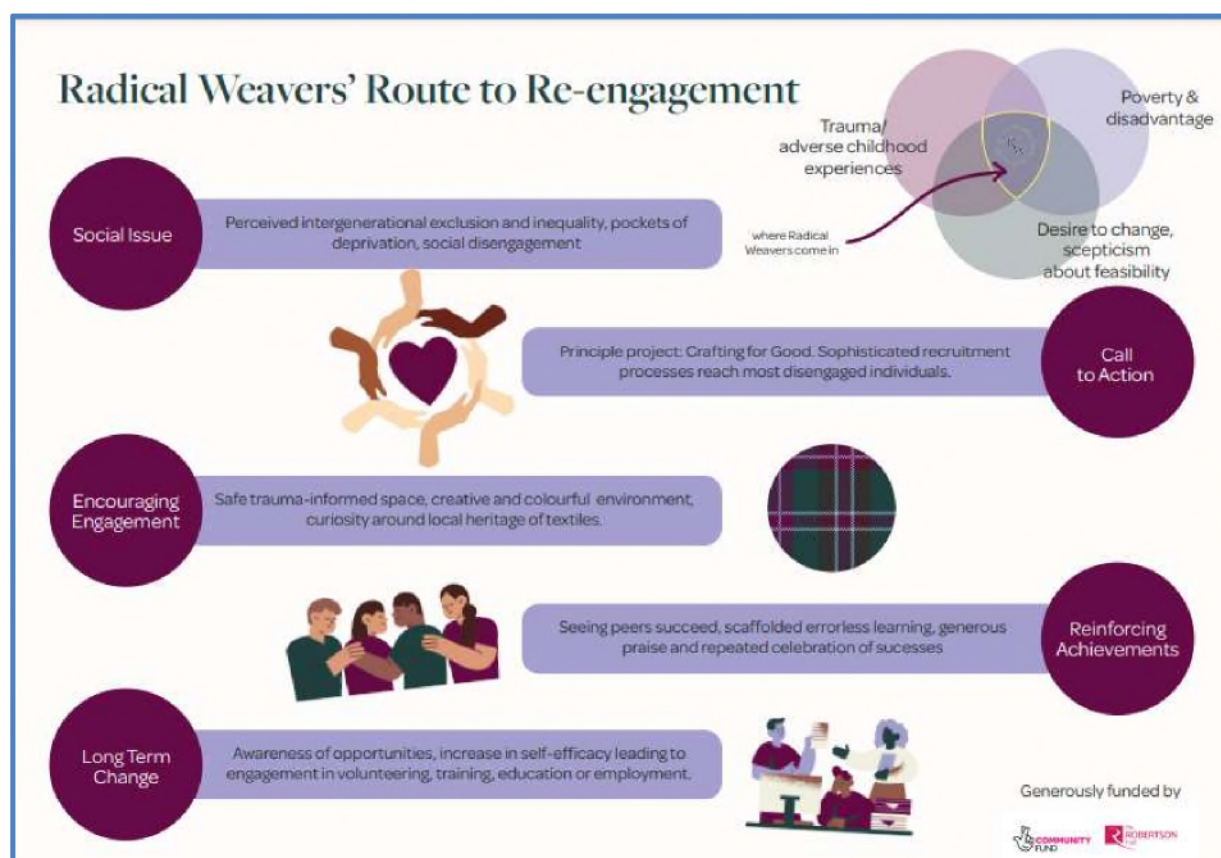 Radical Weavers' Route to Re-engagement
Trauma/
adverse childhood
experiences
Poverty &
disadvantage
where Radical
Weavers come in
Desire to change,
scepticism
about feasibility
Social Issue
Perceived intergenerational exclusion and inequality, pockets of
deprivation, social disengagement
Principle project: Crafting for Good. Sophisticated recruitment
processes reach most disengaged individuals.
Call
to Action
Encouraging
Engagement
Safe trauma-informed space, creative and colourful environment,
curiosity around local heritage of textiles.
Seeing peers succeed, scaffolded errorless learning, generous
praise and repeated celebration of sucesses
Reinforcing
Achievements
Long Term
Change
Awareness of opportunities, increase in self-efficacy leading to
engagement in volunteering, training, education or employment.
Generously funded by
COMMUNITY
FUND
ROBERTSON